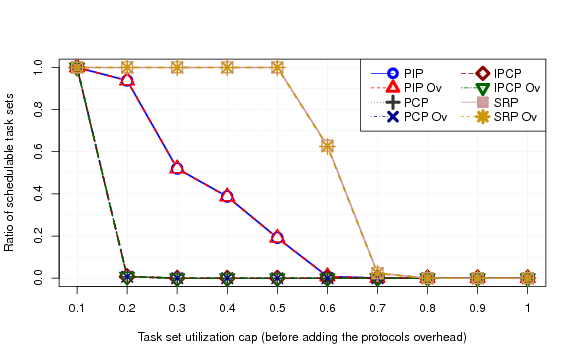 PIP
PIP Ov
PCP
PCP Ov
IPCP
IPCP Ov
SRP
SRP Ov
Ratio of schedulable task sets
1.0
0.8
0.6
0.4
0.2
0.0
0.1 0.2 0.3 0.4 0.5 0.6 0.7 0.8 0.9 1
Task set utilization cap (before adding the protocols overhead)